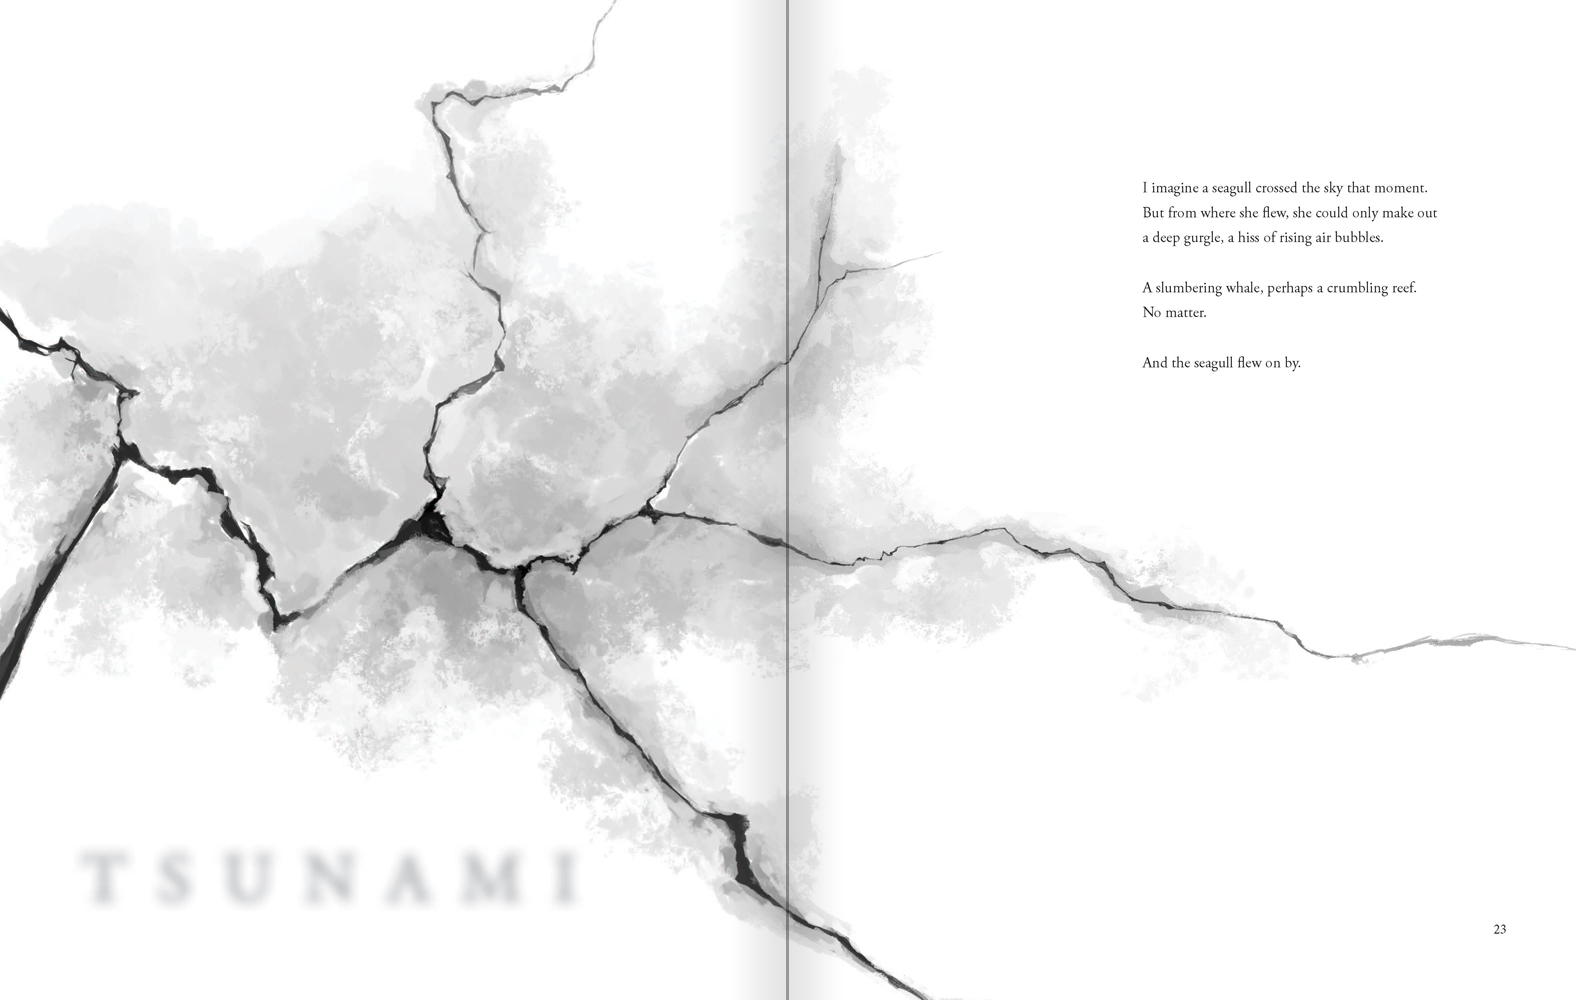 TSUNAMI
I imagine a seagull crossed the sky that moment.
But from where she flew, she could only make out
a deep gurgle, a hiss of rising air bubbles.
A slumbering whale, perhaps a crumbling reef.
No matter.
And the seagull flew on by.
23